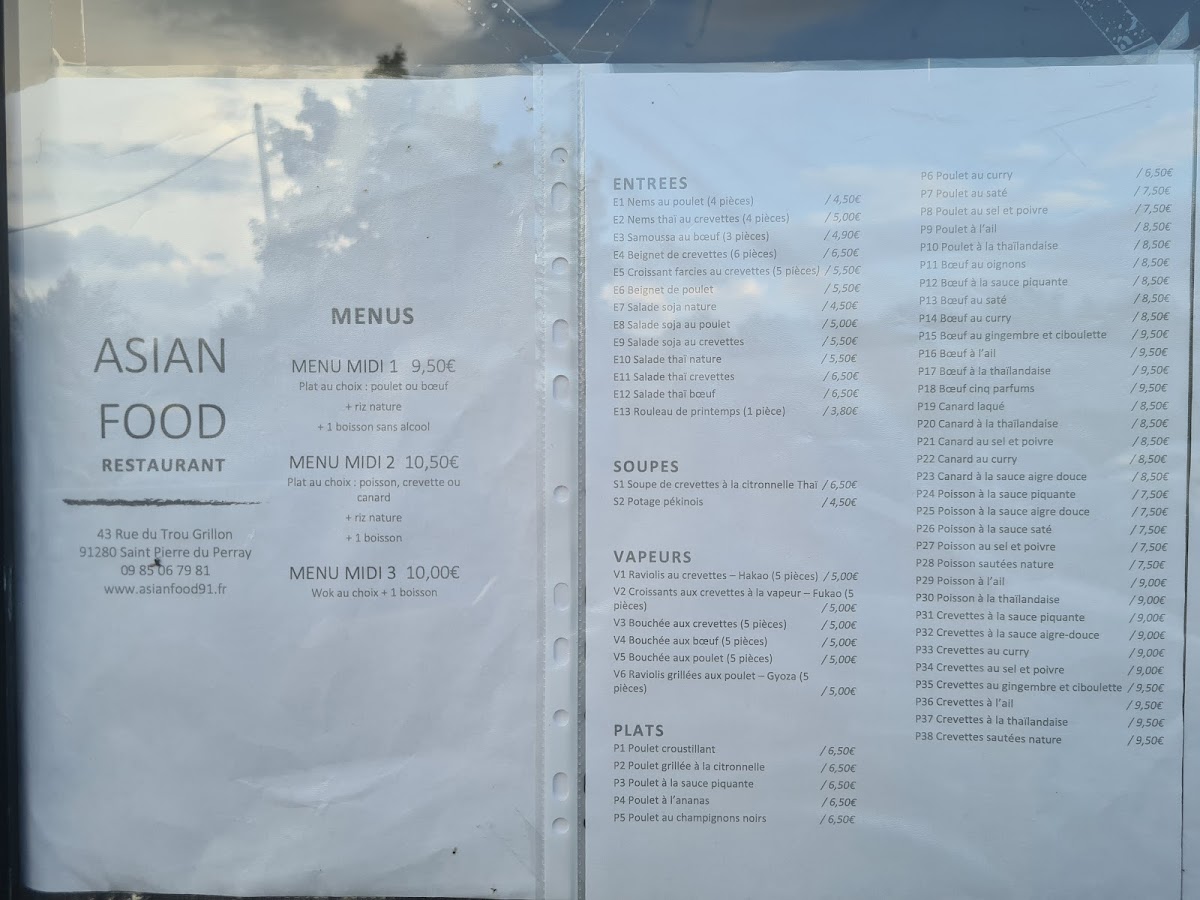 ASIAN
FOOD
RESTAURANT
43 Rue du Trou Grillon
91280 Saint Pierre du Perray
09 85 06 79 81
www.asianfood91.fr
MENUS
MENU MIDI 1 9,50€
Plat au choix : poulet ou bœuf
+ riz nature
+ 1 boisson sans alcool
MENU MIDI 2 10,50€
Plat au choix : poisson, crevette ou
canard
+ riz nature
+ 1 boisson
MENU MIDI 3 10,00€
Wok au choix + 1 boisson
ENTREES
E1 Nems au poulet (4 pièces) / 4,50€
E2 Nems thaï au crevettes (4 pièces) / 5,00€
E3 Samoussa au bœuf (3 pièces) / 4,90€
E4 Beignet de crevettes (6 pièces) / 6,50€
E5 Croissant farcies au crevettes (5 pièces) / 5,50€
E6 Beignet de poulet / 5,50€
E7 Salade soja nature / 4,50€
E8 Salade soja au poulet / 5,00€
E9 Salade soja au crevettes / 5,50€
E10 Salade thaï nature / 5,50€
E11 Salade thaï crevettes / 6,50€
E12 Salade thaï bœuf / 6,50€
E13 Rouleau de printemps (1 pièce) / 3,80€
SOUPES
S1 Soupe de crevettes à la citronnelle Thaï / 6,50€
S2 Potage pékinois / 4,50€
VAPEURS
V1 Raviolis au crevettes – Hakao (5 pièces) / 5,00€
V2 Croissants aux crevettes à la vapeur – Fukao (5
pièces) / 5,00€
V3 Bouchée aux crevettes (5 pièces) / 5,00€
V4 Bouchée aux bœuf (5 pièces) / 5,00€
V5 Bouchée aux poulet (5 pièces) / 5,00€
V6 Raviolis grillées aux poulet – Gyoza (5
pièces) / 5,00€
PLATS
P1 Poulet croustillant / 6,50€
P2 Poulet grillée à la citronnelle / 6,50€
P3 Poulet à la sauce piquante / 6,50€
P4 Poulet à l'ananas / 6,50€
P5 Poulet au champignons noirs / 6,50€
P6 Poulet au curry / 6,50€
P7 Poulet au saté / 7,50€
P8 Poulet au sel et poivre / 7,50€
P9 Poulet à l'ail / 8,50€
P10 Poulet à la thaïlandaise / 8,50€
P11 Bœuf au oignons / 8,50€
P12 Bœuf à la sauce piquante / 8,50€
P13 Bœuf au saté / 8,50€
P14 Bœuf au curry / 8,50€
P15 Bœuf au gingembre et ciboulette / 9,50€
P16 Bœuf à l'ail / 9,50€
P17 Bœuf à la thaïlandaise / 9,50€
P18 Bœuf cinq parfums / 9,50€
P19 Canard laqué / 8,50€
P20 Canard à la thaïlandaise / 8,50€
P21 Canard au sel et poivre / 8,50€
P22 Canard au curry / 8,50€
P23 Canard à la sauce aigre douce / 8,50€
P24 Poisson à la sauce piquante / 7,50€
P25 Poisson à la sauce aigre douce / 7,50€
P26 Poisson à la sauce saté / 7,50€
P27 Poisson au sel et poivre / 7,50€
P28 Poisson sautées nature / 7,50€
P29 Poisson à l'ail / 9,00€
P30 Poisson à la thaïlandaise / 9,00€
P31 Crevettes à la sauce piquante / 9,00€
P32 Crevettes à la sauce aigre-douce / 9,00€
P33 Crevettes au curry / 9,00€
P34 Crevettes au sel et poivre / 9,00€
P35 Crevettes au gingembre et ciboulette / 9,50€
P36 Crevettes à l'ail / 9,50€
P37 Crevettes à la thaïlandaise / 9,50€
P38 Crevettes sautées nature / 9,50€